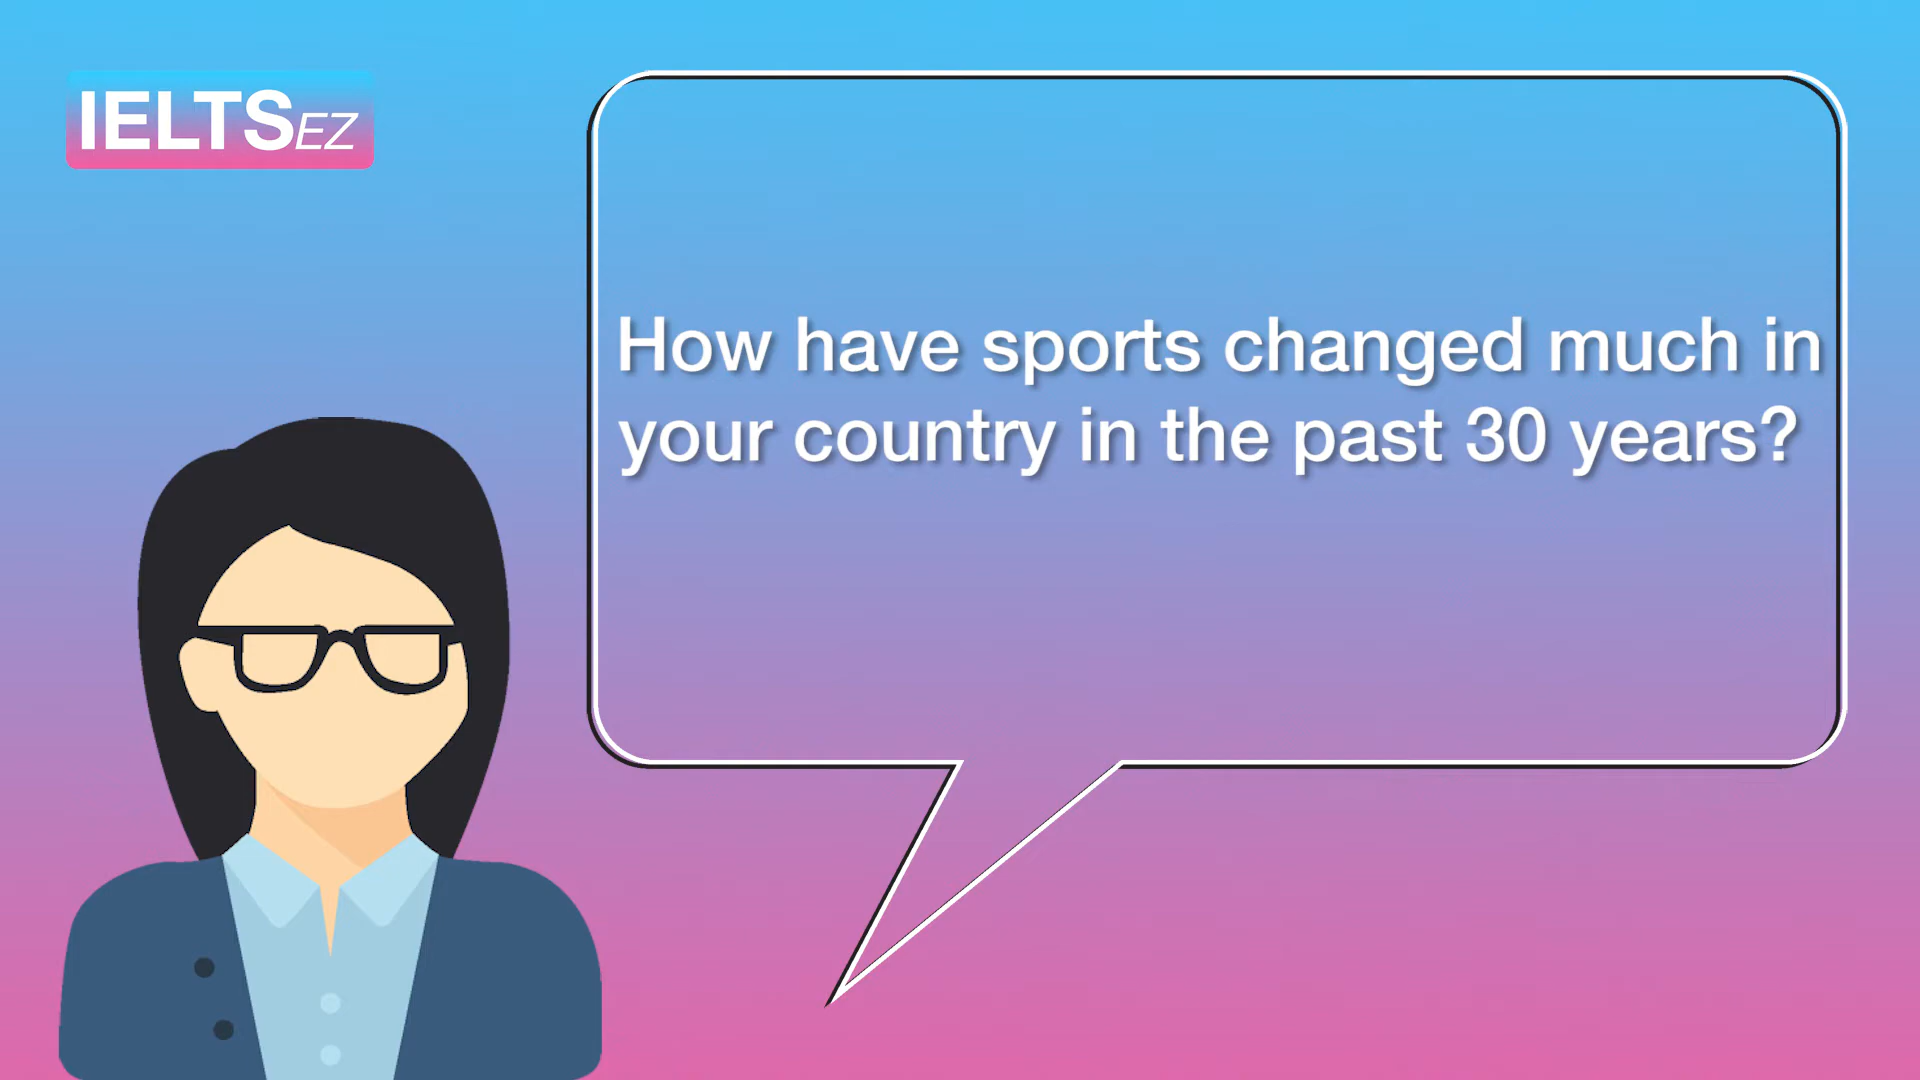 IELTSEZ
How have sports changed much in
your country in the past 30 years?